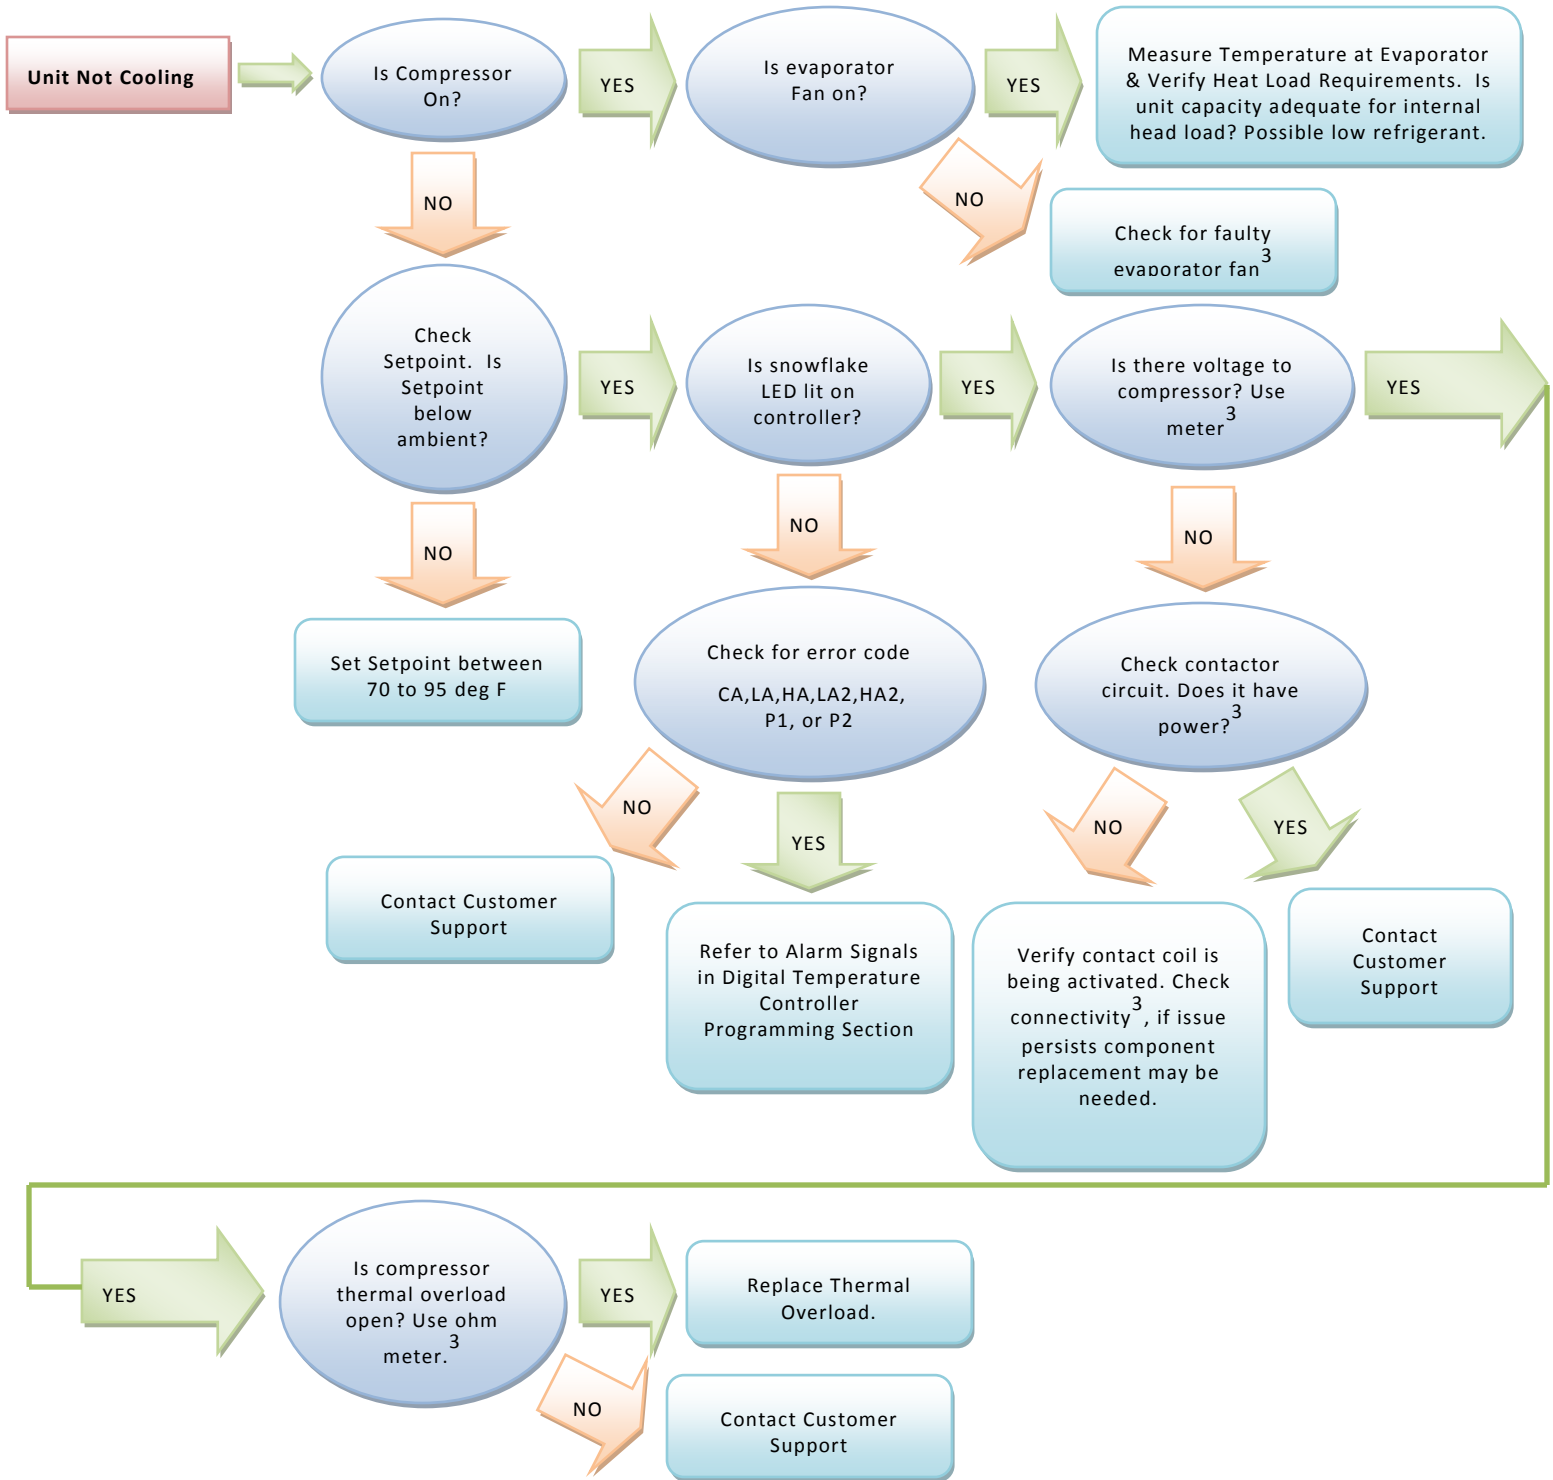 Unit Not Cooling
Is Compressor
On?
YES
Is evaporator
Fan on?
YES
Measure Temperature at Evaporator
& Verify Heat Load Requirements.  Is
unit capacity adequate for internal
head load? Possible low refrigerant.
NO
NO
Check for faulty
evaporator fan3
Check
Setpoint.  Is
Setpoint
below
ambient?
YES
Is snowflake
LED lit on
controller?
YES
Is there voltage to
compressor? Use
meter3
YES
NO
NO
NO
Set Setpoint between
70 to 95 deg F
Check for error code
CA,LA,HA,LA2,HA2,
P1, or P2
Check contactor
circuit. Does it have
power?3
NO
YES
NO
YES
Contact Customer
Support
Refer to Alarm Signals
in Digital Temperature
Controller
Programming Section
Verify contact coil is
being activated. Check
connectivity3, if issue
persists component
replacement may be
needed.
Contact
Customer
Support
YES
Is compressor
thermal overload
open? Use ohm
meter.3
YES
Replace Thermal
Overload.
NO
Contact Customer
Support